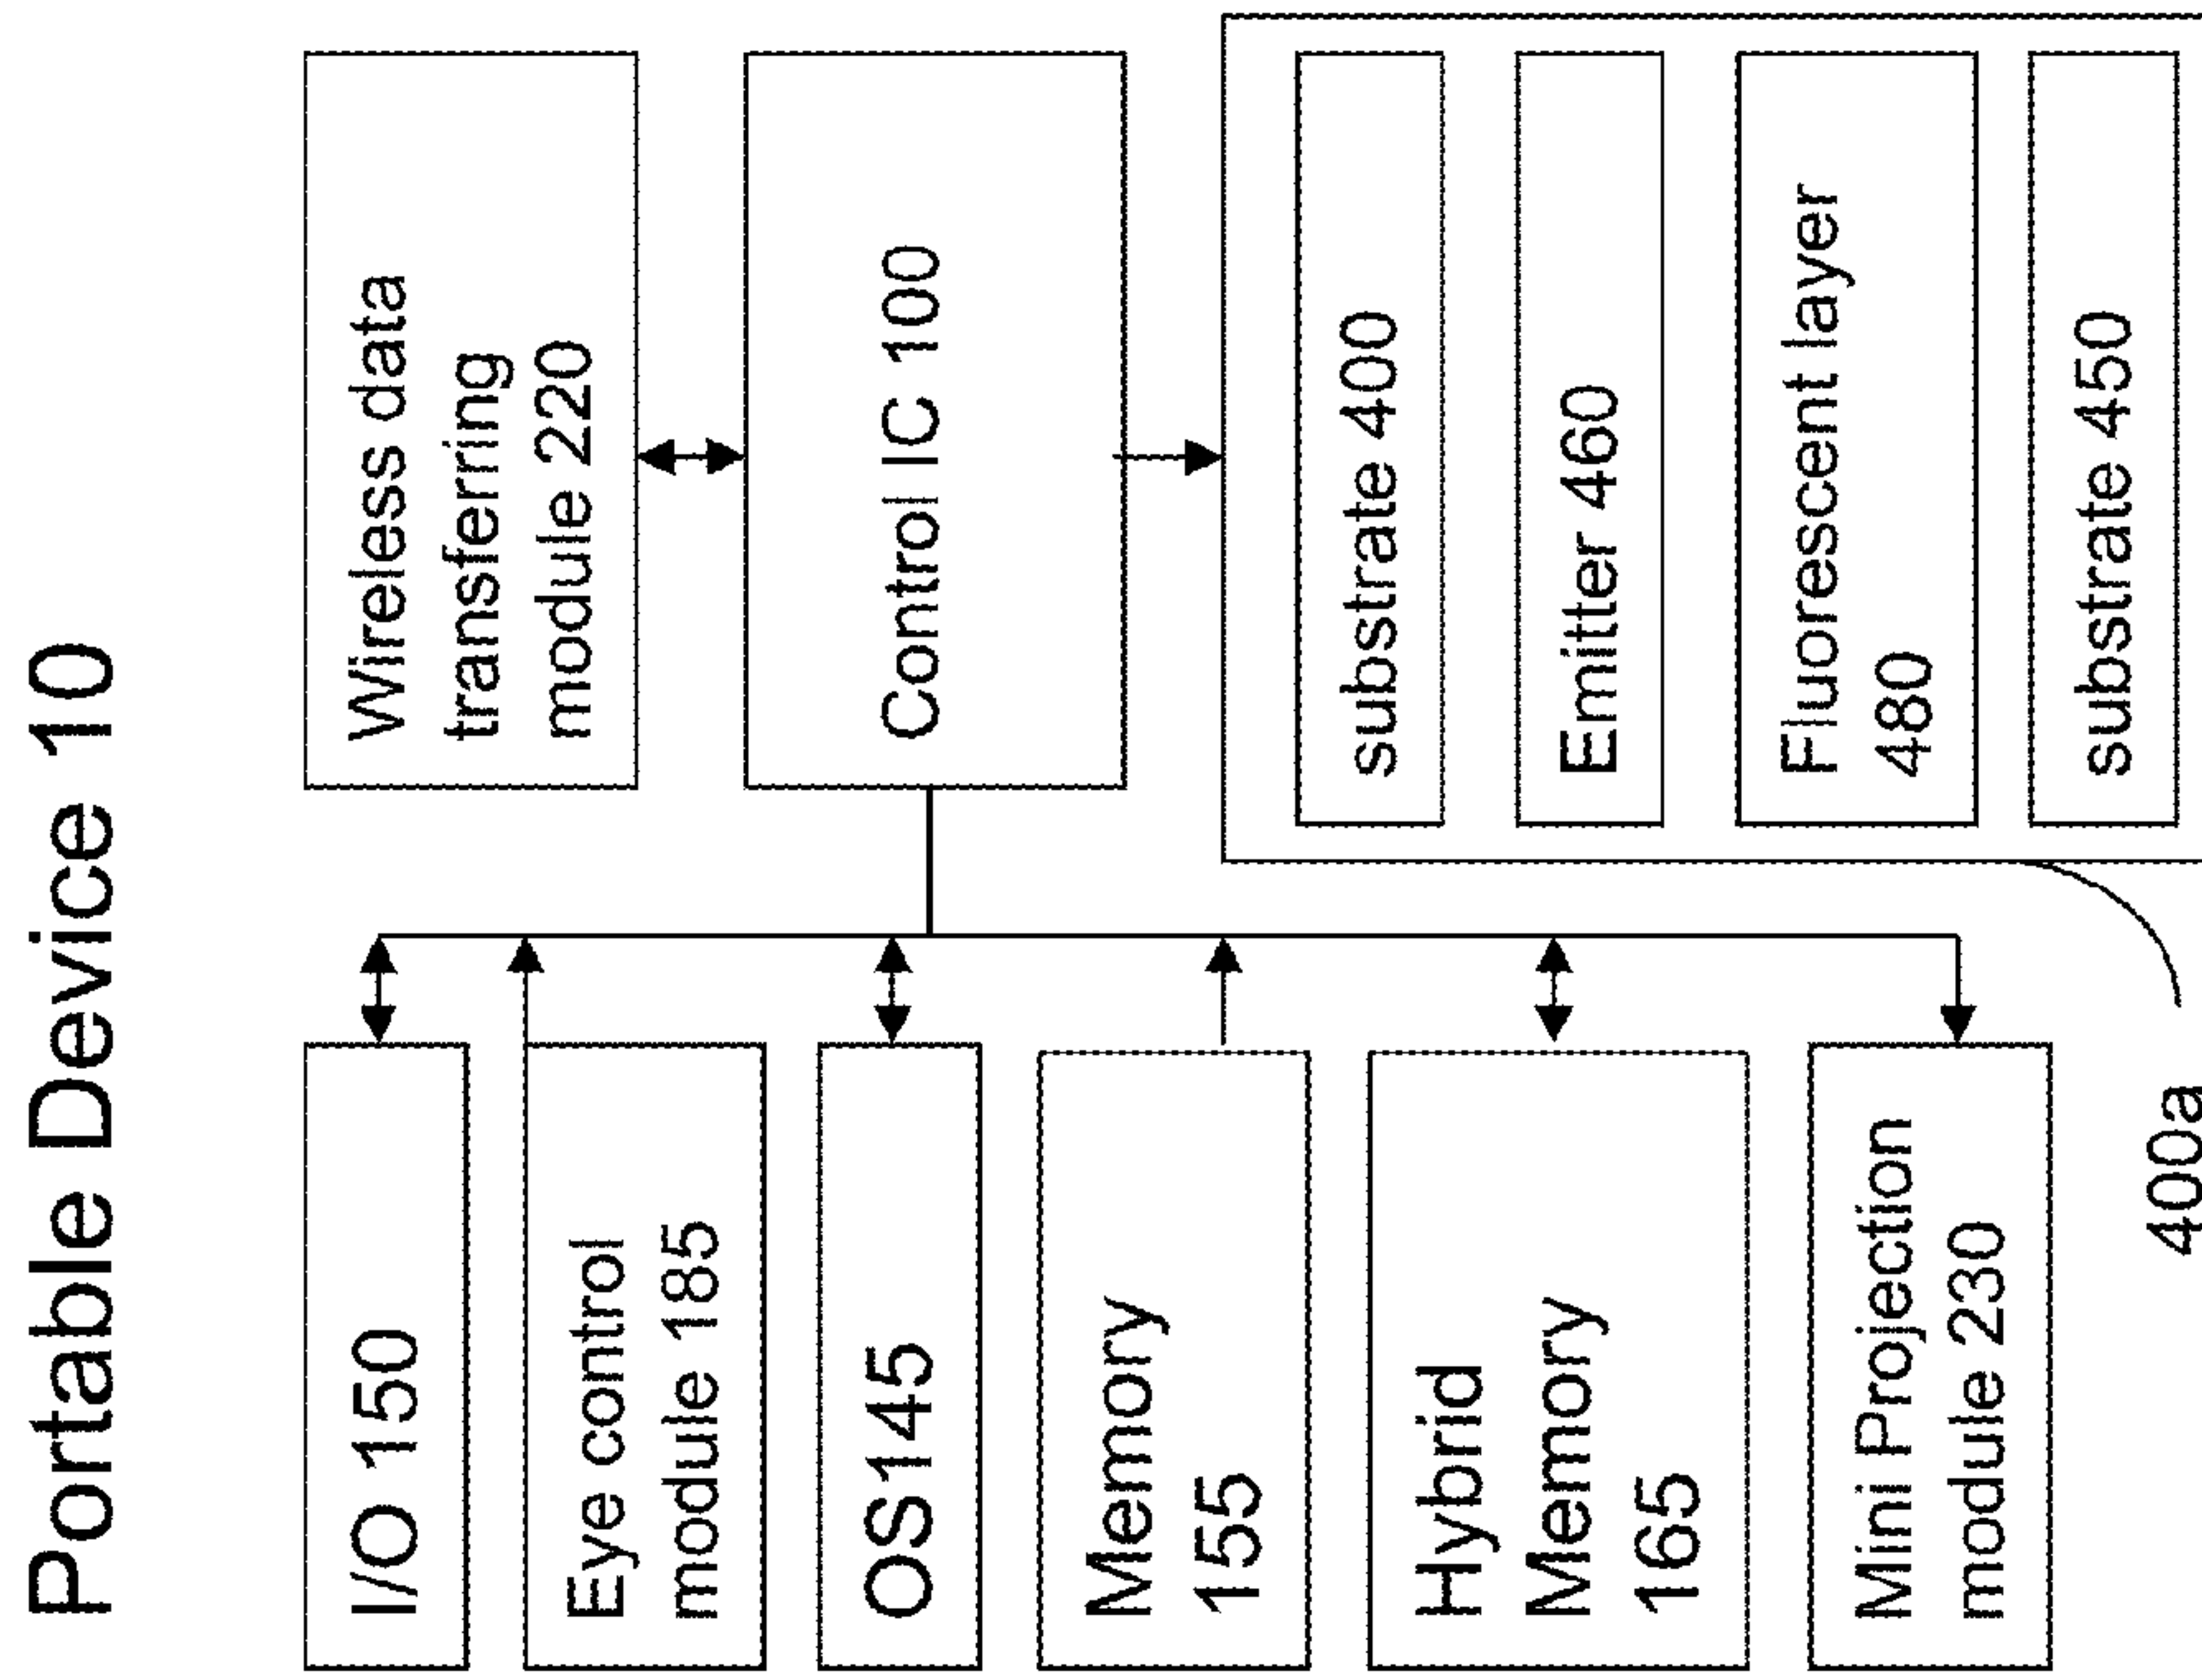 Portable Device 10
I/O 150
Eye control
module 185
OS145
Memory
155
Hybrid
Memory
165
Mini Projection
module 230
400a
Wireless data
transferring
module 220
Control IC 100
substrate 400
Emitter 460
Fluorescent layer
480
substrate 450